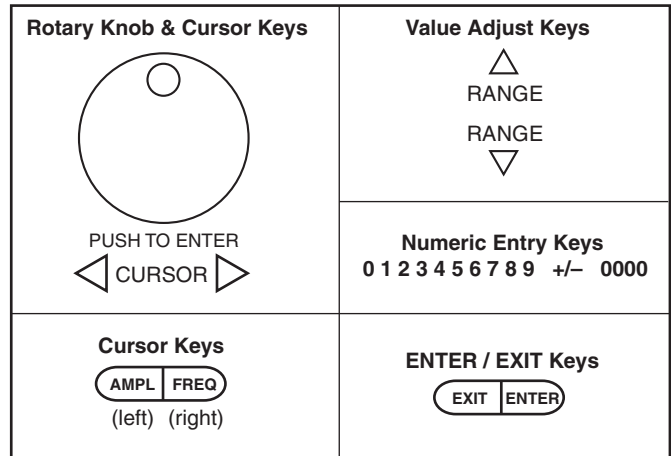 Rotary Knob & Cursor Keys
PUSH TO ENTER
CURSOR
Value Adjust Keys
RANGE
RANGE
Numeric Entry Keys
0 1 2 3 4 5 6 7 8 9 +/– 0000
Cursor Keys
AMPL FREQ
(left) (right)
ENTER / EXIT Keys
EXIT ENTER